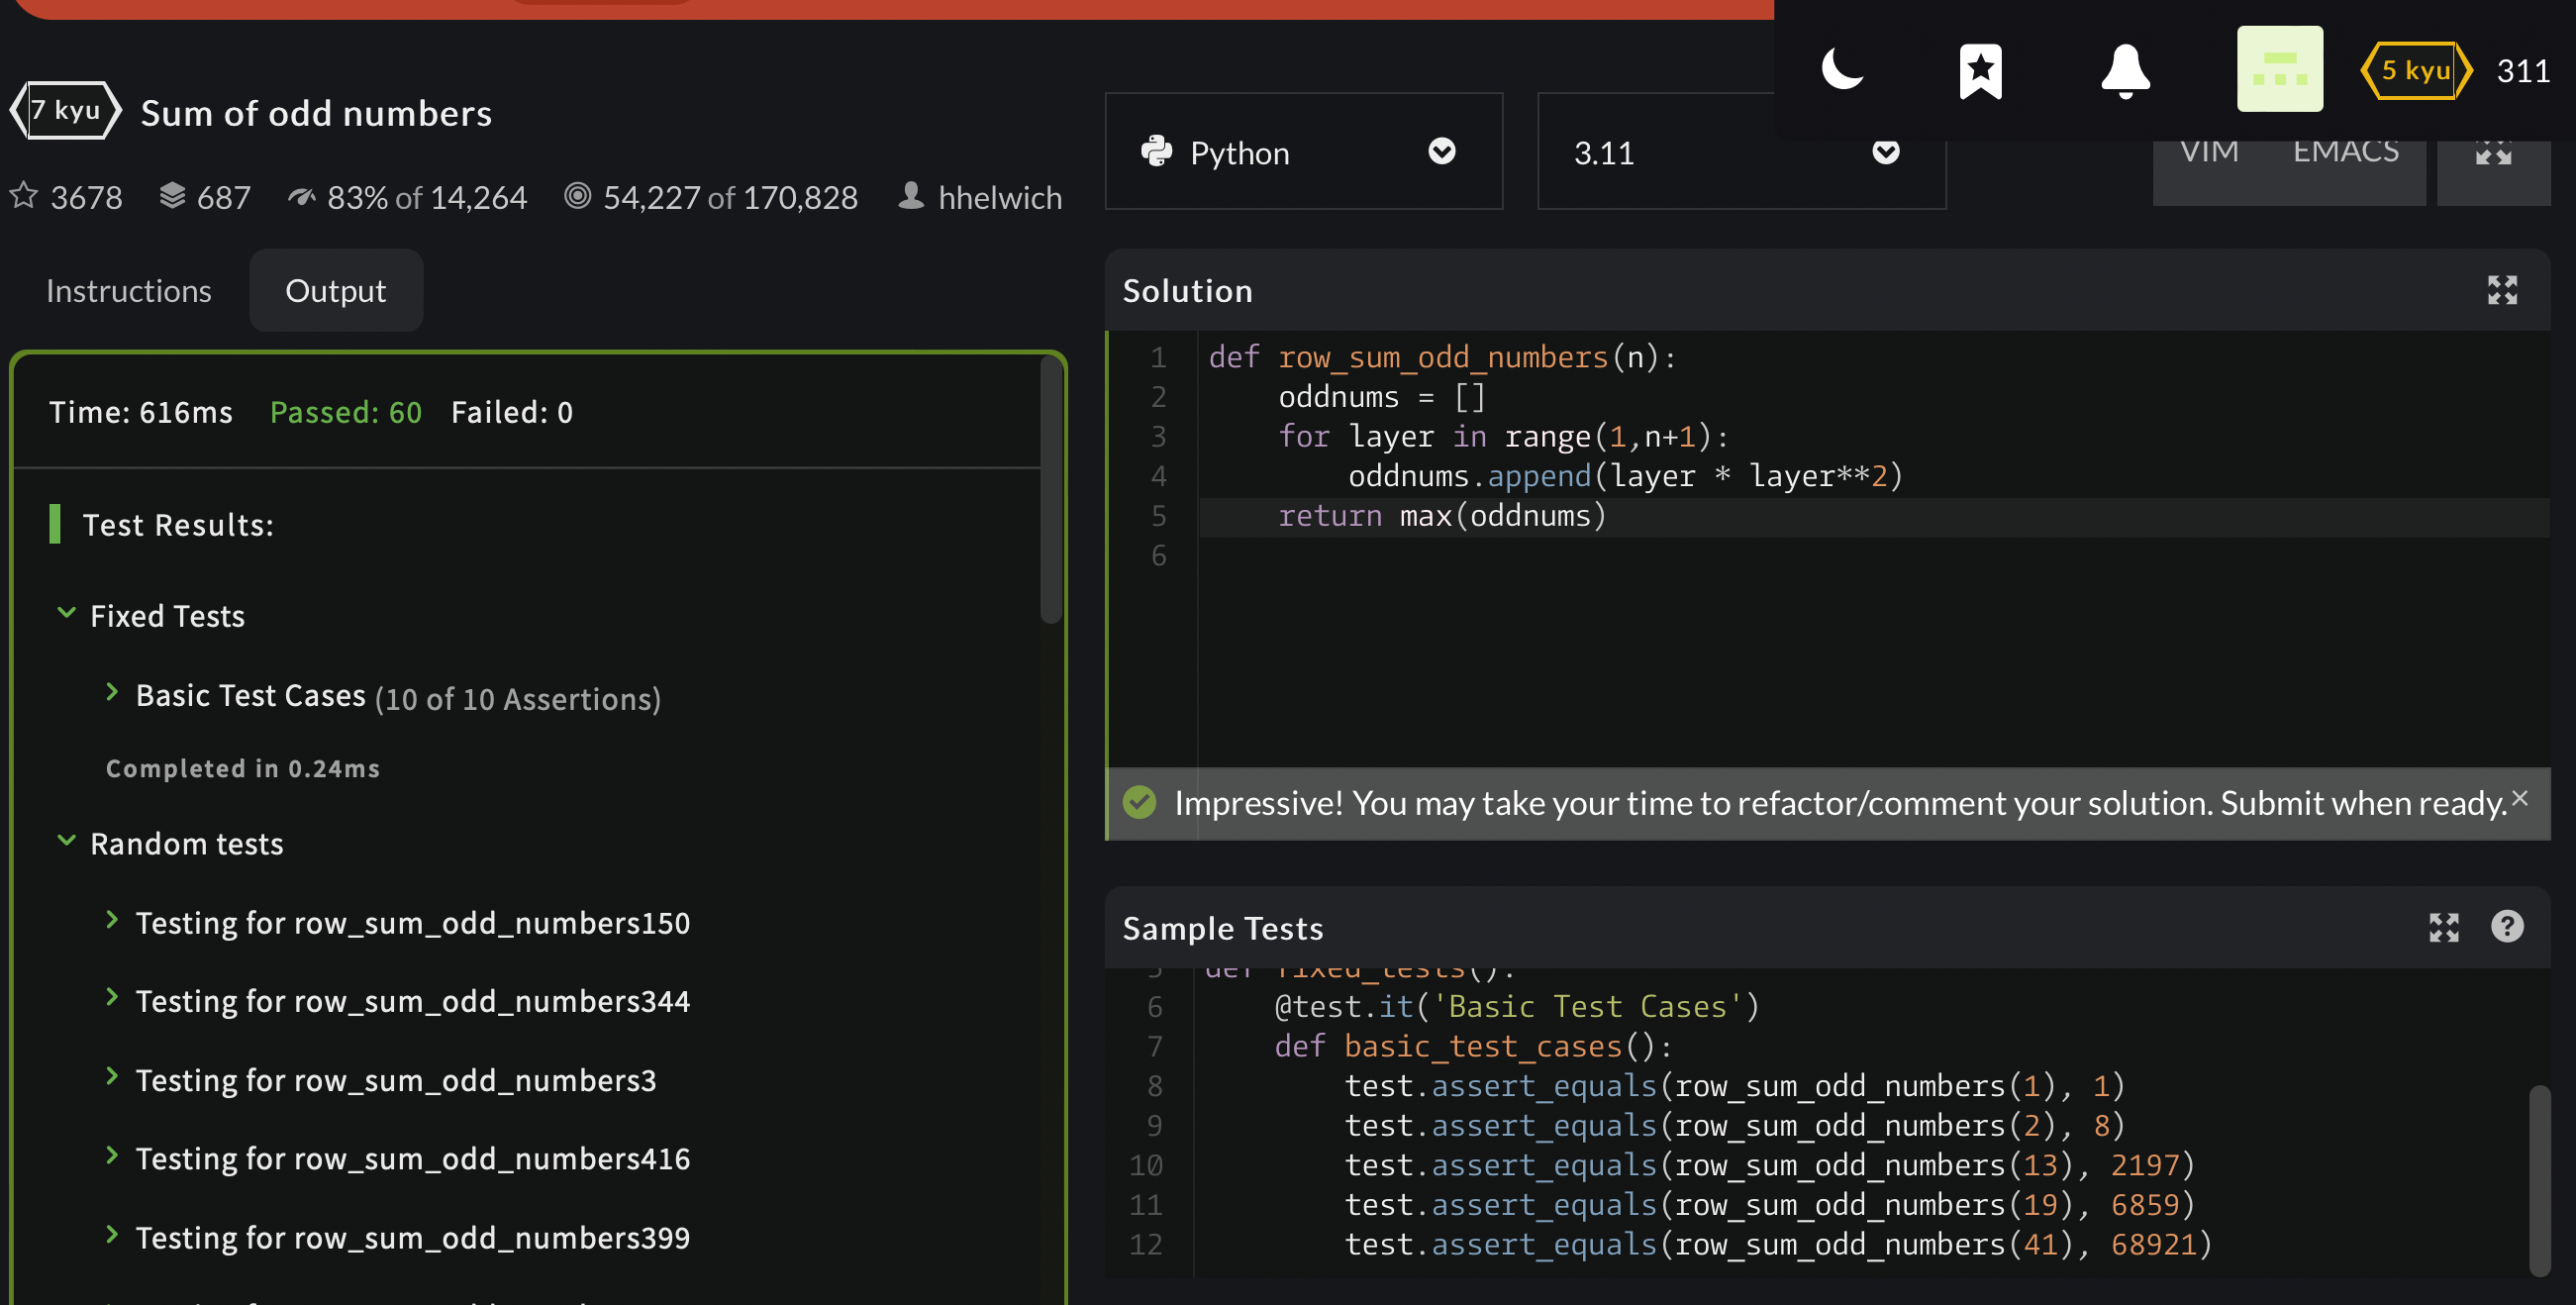 7 kyu Sum of odd numbers
3678 687 83% of 14,264 54,227 of 170,828 hhelwich
Instructions Output
Time: 616ms Passed: 60 Failed: 0
Test Results:
Fixed Tests
Basic Test Cases (10 of 10 Assertions)
Completed in 0.24ms
Random tests
Testing for row_sum_odd_numbers150
Testing for row_sum_odd_numbers344
Testing for row_sum_odd_numbers3
Testing for row_sum_odd_numbers416
Testing for row_sum_odd_numbers399
5 kyu 311
Python 3.11 VIM EMACS
Solution
1 def row_sum_odd_numbers(n):
2 oddnums = []
3 for layer in range(1,n+1):
4 oddnums.append(layer * layer**2)
5 return max(oddnums)
6
Impressive! You may take your time to refactor/comment your solution. Submit when ready.
Sample Tests
5 def fixed_tests():
6 @test.it('Basic Test Cases')
7 def basic_test_cases():
8 test.assert_equals(row_sum_odd_numbers(1), 1)
9 test.assert_equals(row_sum_odd_numbers(2), 8)
10 test.assert_equals(row_sum_odd_numbers(13), 2197)
11 test.assert_equals(row_sum_odd_numbers(19), 6859)
12 test.assert_equals(row_sum_odd_numbers(41), 68921)